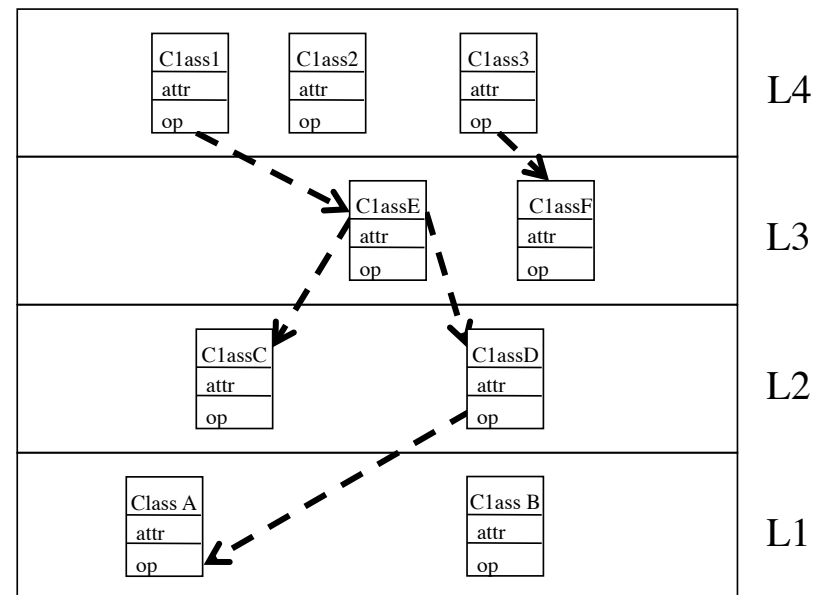 C1ass1
attr
op
C1ass2
attr
op
C1ass3
attr
op
L4
C1assE
attr
op
C1assF
attr
op
L3
C1assC
attr
op
C1assD
attr
op
L2
Class A
attr
op
C1ass B
attr
op
L1